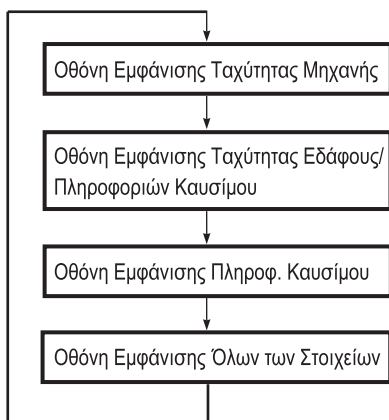 Οθόνη Εμφάνισης Ταχύτητας Μηχανής
Οθόνη Εμφάνισης Ταχύτητας Εδάφους/
Πληροφοριών Καυσίμου
Οθόνη Εμφάνισης Πληροφ. Καυσίμου
Οθόνη Εμφάνισης Όλων των Στοιχείων